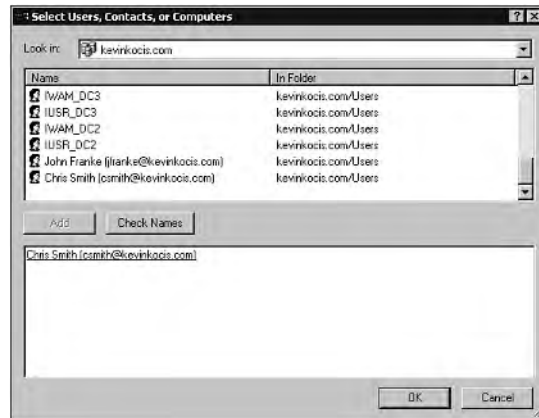 Select Users, Contacts, or Computers
Look in: kevinkocis.com
Name In Folder
IWAM_DC3 kevinkocis.com/Users
IUSR_DC3 kevinkocis.com/Users
IWAM_DC2 kevinkocis.com/Users
IUSR_DC2 kevinkocis.com/Users
John Franke (jfranke@kevinkocis.com) kevinkocis.com/Users
Chris Smith (csmith@kevinkocis.com) kevinkocis.com/Users
Add Check Names
Chris Smith (csmith@kevinkocis.com)
OK Cancel